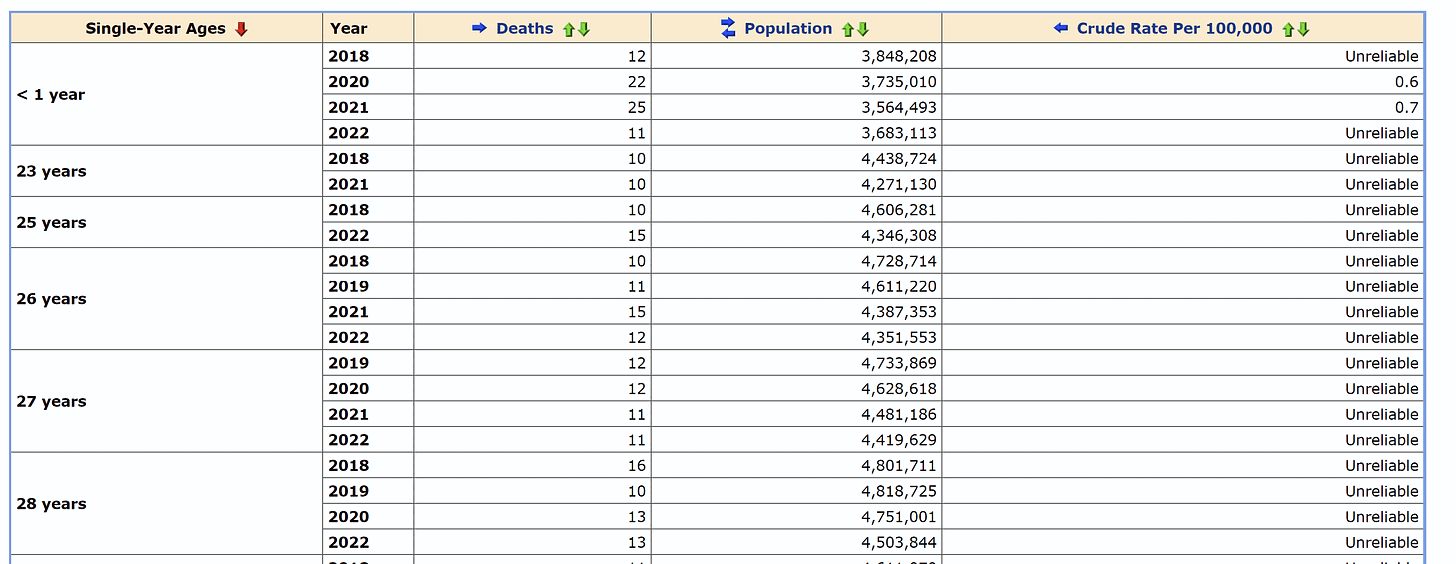 Single-Year Ages Year Deaths Population Crude Rate Per 100,000
< 1 year
2018 12 3,848,208 Unreliable
2020 22 3,735,010 0.6
2021 25 3,564,493 0.7
2022 11 3,683,113 Unreliable
23 years
2018 10 4,438,724 Unreliable
2021 10 4,271,130 Unreliable
25 years
2018 10 4,606,281 Unreliable
2022 15 4,346,308 Unreliable
26 years
2018 10 4,728,714 Unreliable
2019 11 4,611,220 Unreliable
2021 15 4,387,353 Unreliable
2022 12 4,351,553 Unreliable
27 years
2019 12 4,733,869 Unreliable
2020 12 4,628,618 Unreliable
2021 11 4,481,186 Unreliable
2022 11 4,419,629 Unreliable
28 years
2018 16 4,801,711 Unreliable
2019 10 4,818,725 Unreliable
2020 13 4,751,001 Unreliable
2022 13 4,503,844 Unreliable